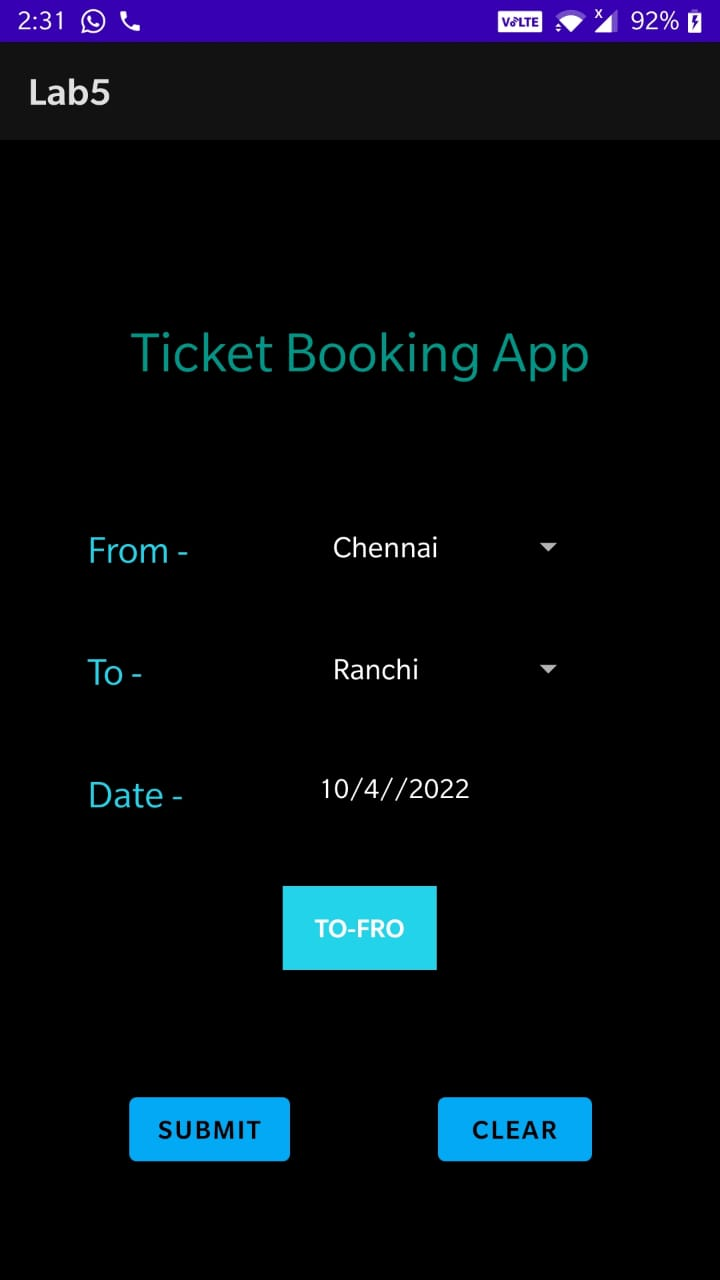 2:31 VoLTE X 92%
Lab5
Ticket Booking App
From - Chennai
To - Ranchi
Date - 10/4//2022
TO-FRO
SUBMIT CLEAR